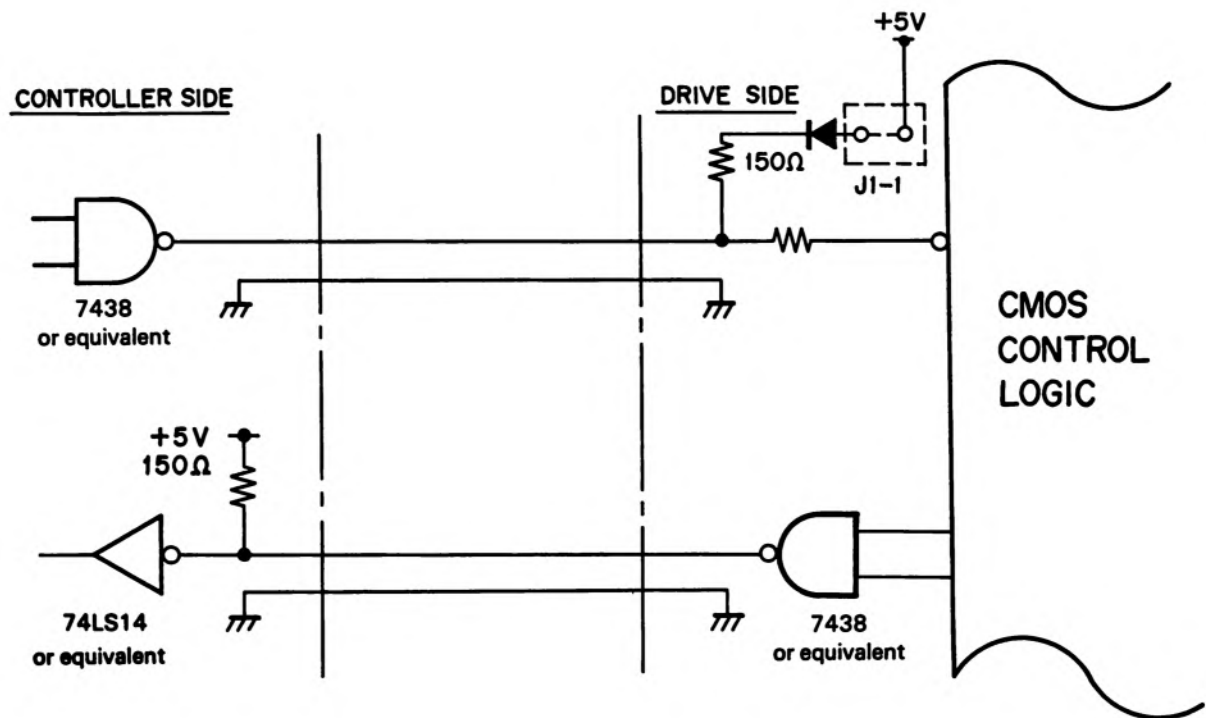 +5V
CONTROLLER SIDE
DRIVE SIDE
150Ω
J1-1
7438
or equivalent
CMOS
CONTROL
LOGIC
+5V
150Ω
74LS14
or equivalent
7438
or equivalent